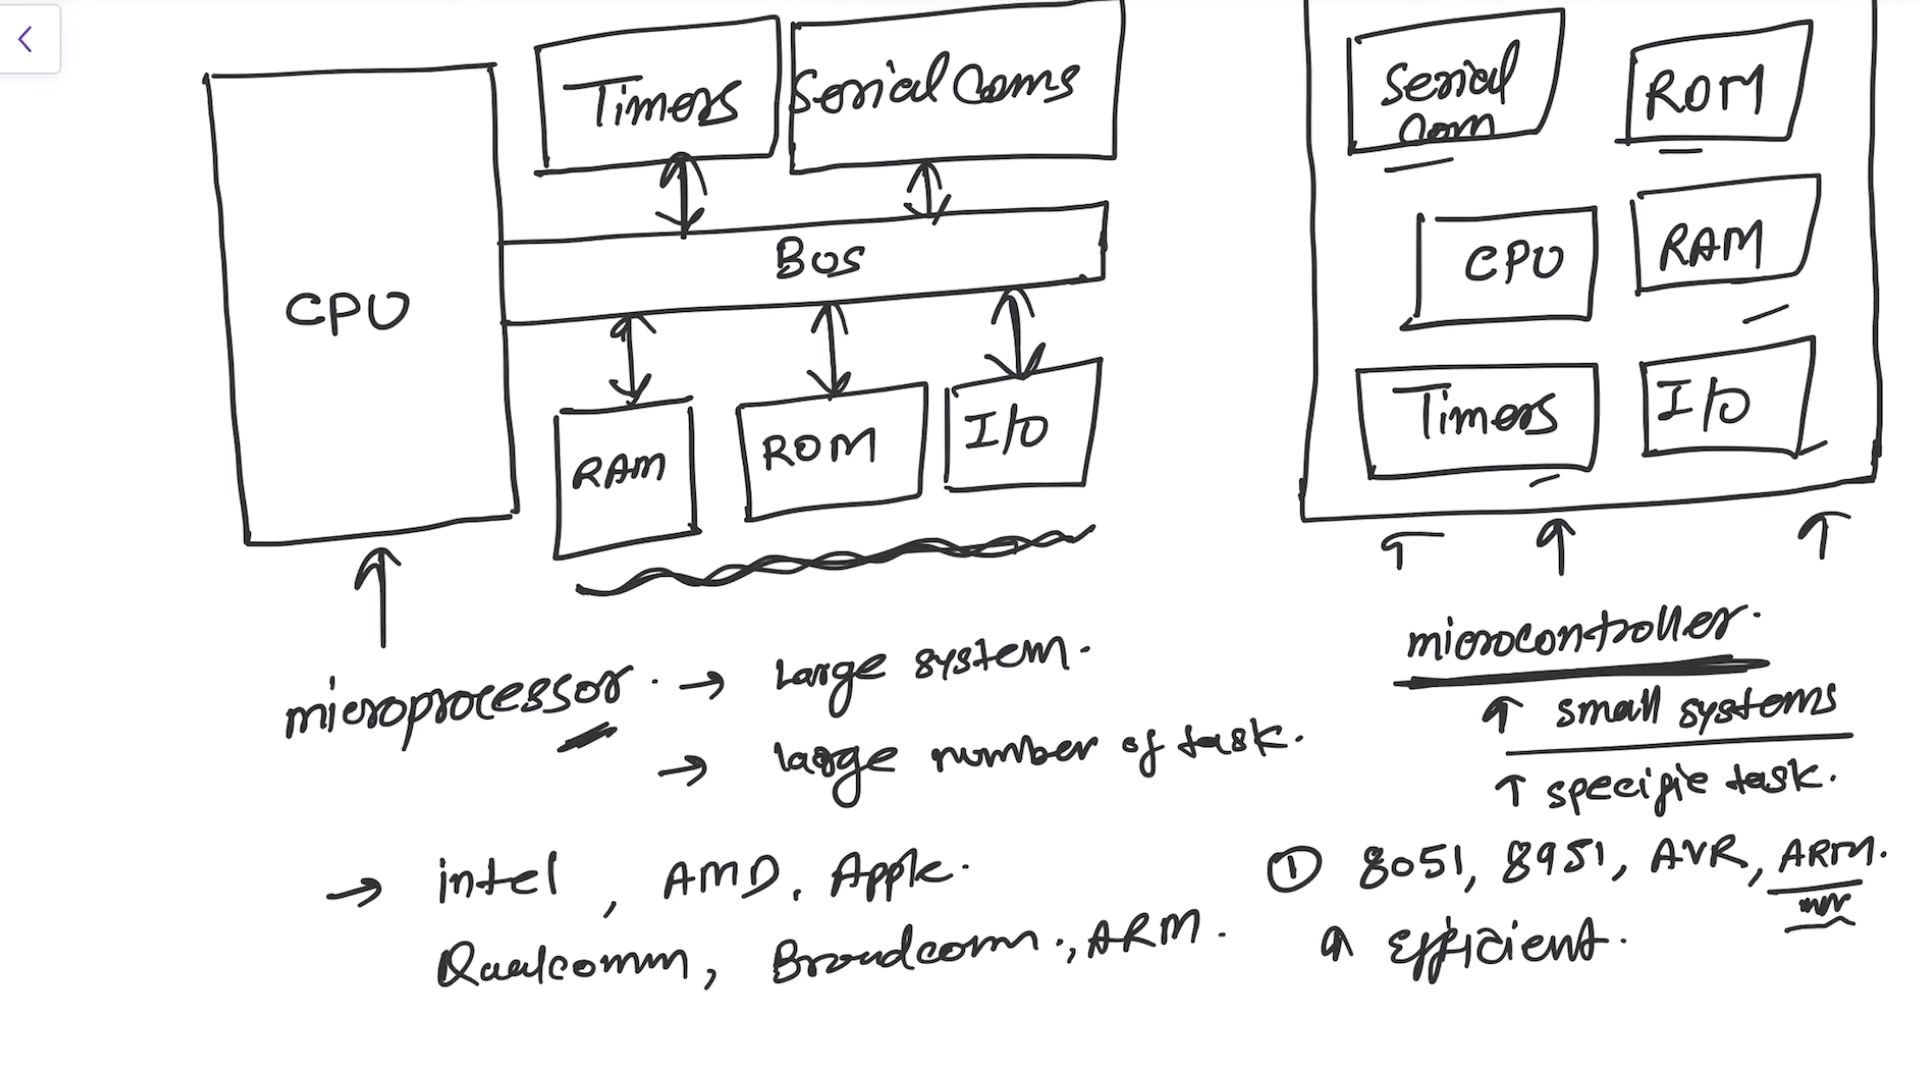 Timers
Serial Coms
Bus
CPU
RAM
ROM
I/O
microprocessor. → Large system.
→ large number of task.
→ intel, AMD, Apple.
Qualcomm, Broadcomm., ARM.
Serial
Com
ROM
CPU
RAM
Timers
I/O
microcontroller.
↑ small systems
↑ specific task.
① 8051, 8951, AVR, ARM.
Efficient.